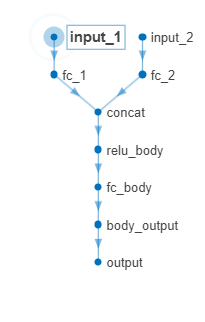 input_1 input_2
fc_1 fc_2
concat
relu_body
fc_body
body_output
output